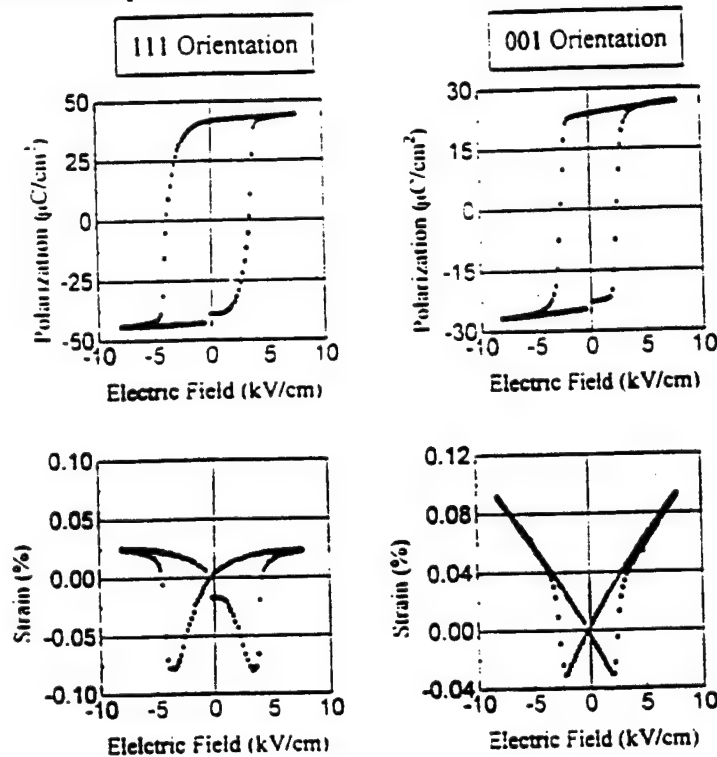 111 Orientation
001 Orientation
50
25
0
-25
-50
-10 -5 0 5 10
Polarization (μC/cm²)
Electric Field (kV/cm)
30
15
0
-15
-30
-10 -5 0 5 10
Polarization (μC/cm²)
Electric Field (kV/cm)
0.10
0.05
0.00
-0.05
-0.10
-10 -5 0 5 10
Strain (%)
Elelctric Field (kV/cm)
0.12
0.08
0.04
0.00
-0.04
-10 -5 0 5 10
Strain (%)
Electric Field (kV/cm)